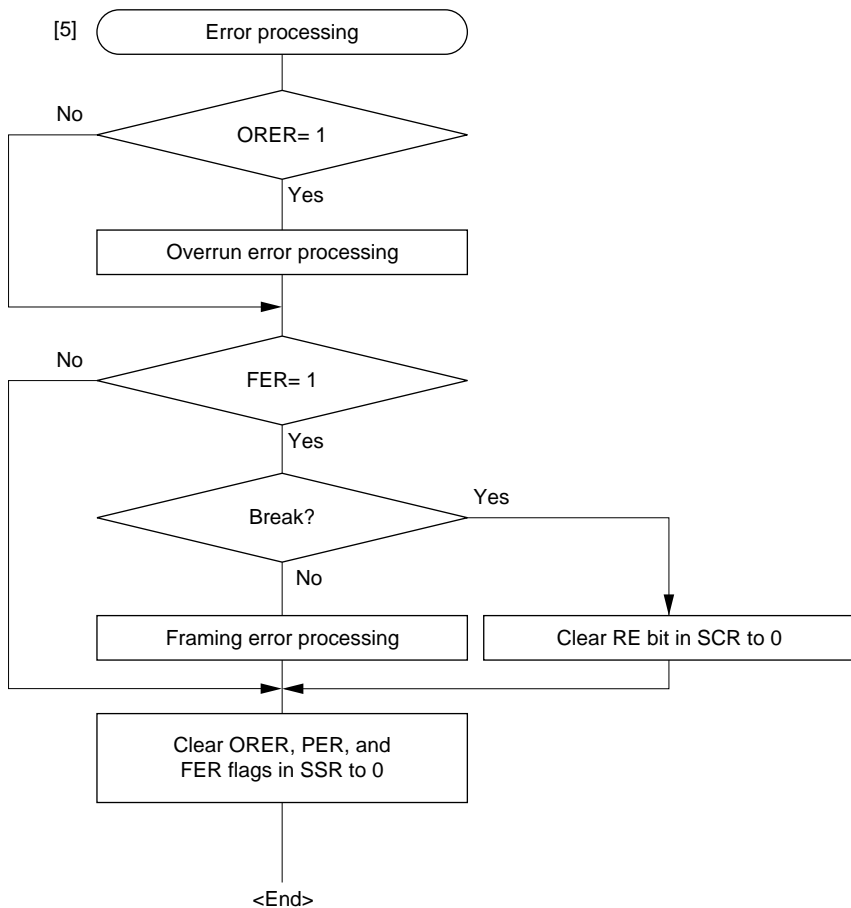 [5]
Error processing
No
ORER= 1
Yes
Overrun error processing
No
FER= 1
Yes
Break?
Yes
No
Framing error processing
Clear RE bit in SCR to 0
Clear ORER, PER, and
FER flags in SSR to 0
<End>